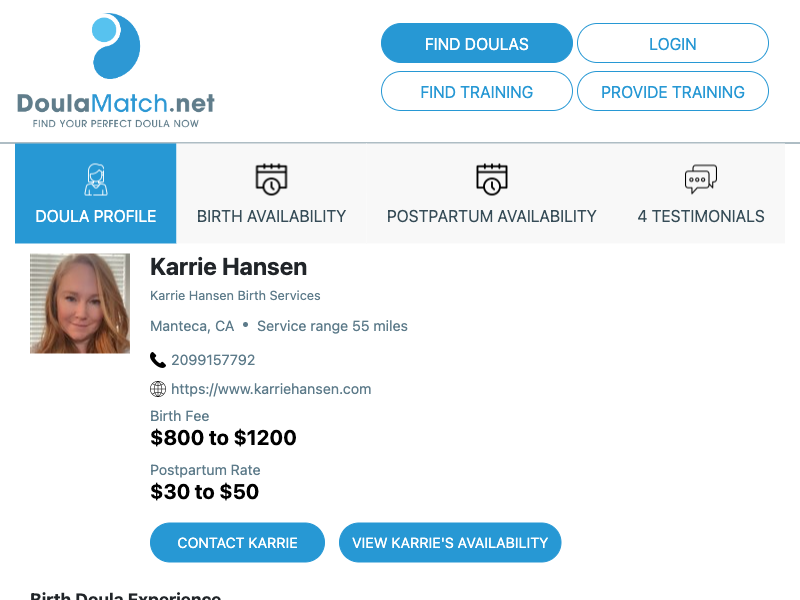 DoulaMatch.net
FIND YOUR PERFECT DOULA NOW
FIND DOULAS
LOGIN
FIND TRAINING
PROVIDE TRAINING
DOULA PROFILE
BIRTH AVAILABILITY
POSTPARTUM AVAILABILITY
4 TESTIMONIALS
Karrie Hansen
Karrie Hansen Birth Services
Manteca, CA • Service range 55 miles
2099157792
https://www.karriehansen.com
Birth Fee
$800 to $1200
Postpartum Rate
$30 to $50
CONTACT KARRIE
VIEW KARRIE'S AVAILABILITY
Birth Doula Experience